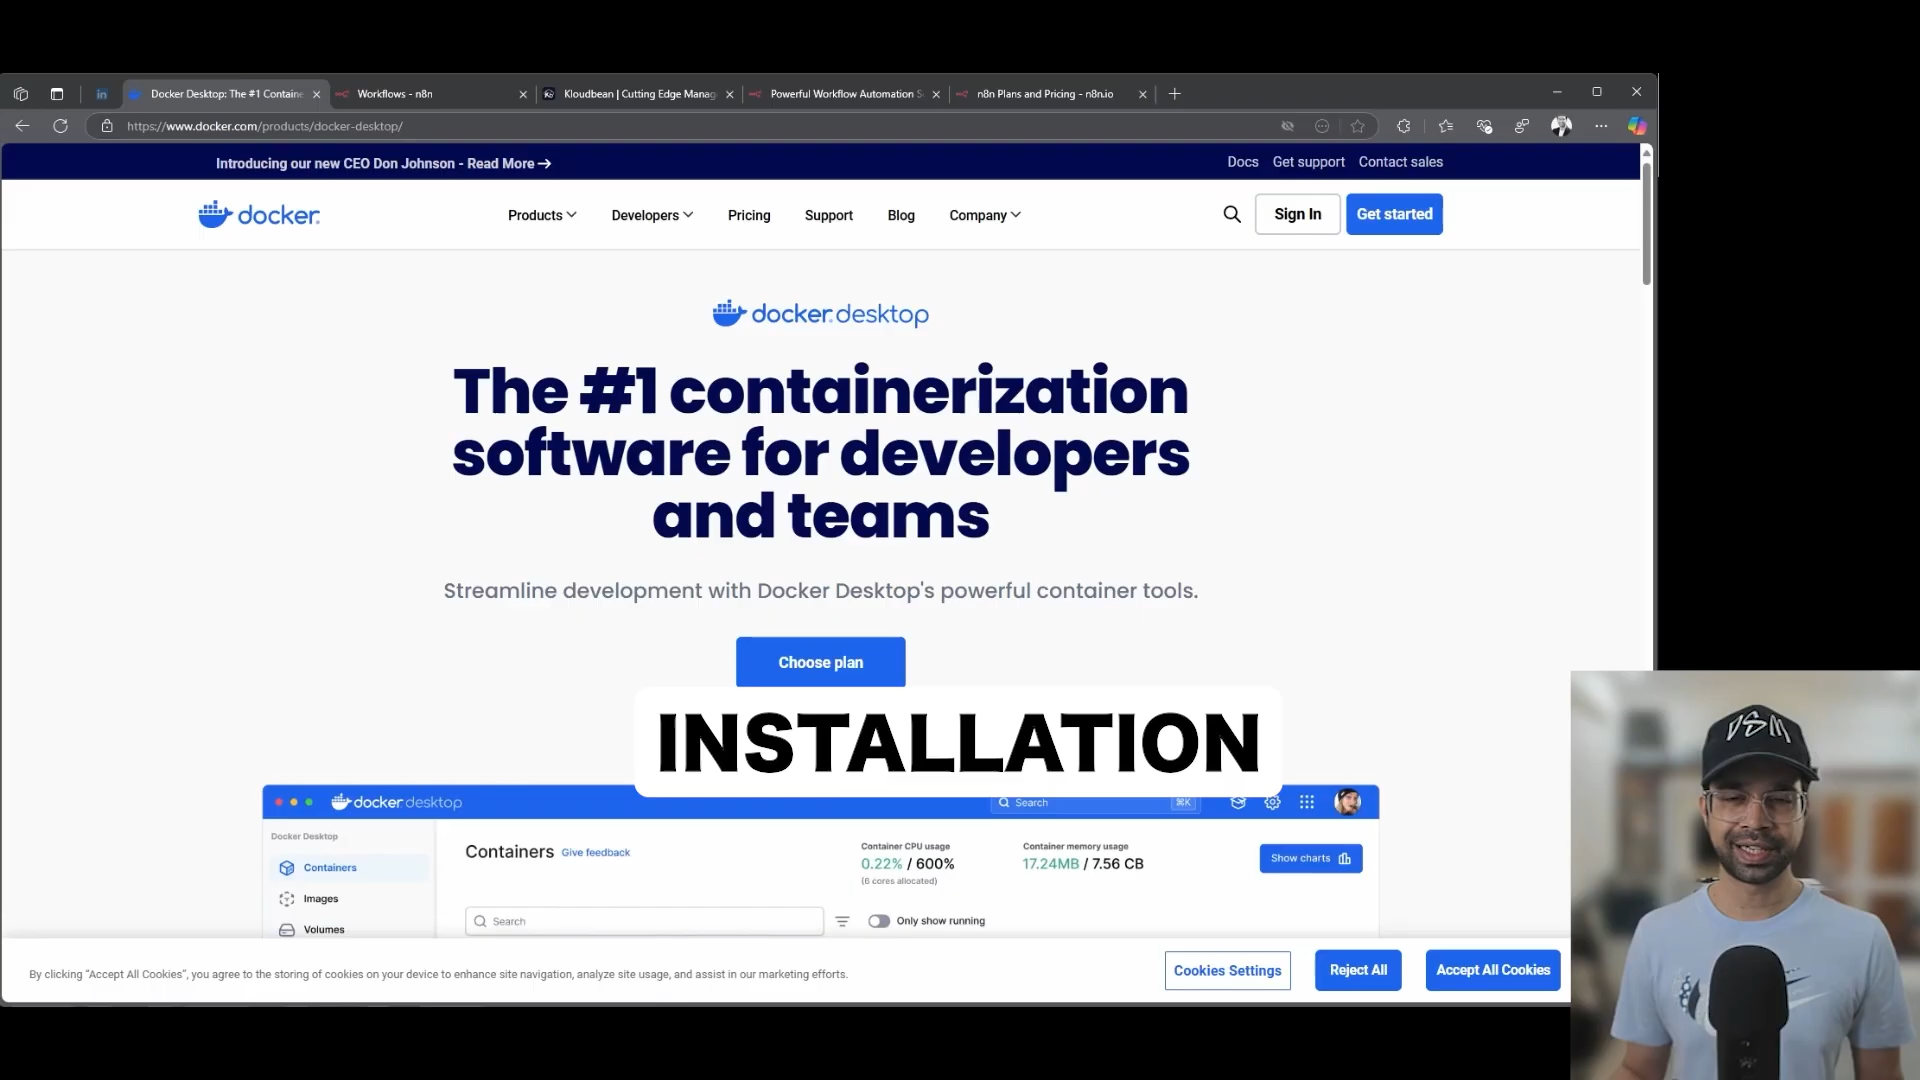 Docker Desktop: The #1 Containe
Workflows - n8n
Kloudbean | Cutting Edge Manag
Powerful Workflow Automation S
n8n Plans and Pricing - n8n.io
https://www.docker.com/products/docker-desktop/
Introducing our new CEO Don Johnson - Read More →
Docs
Get support
Contact sales
docker
Products
Developers
Pricing
Support
Blog
Company
Sign In
Get started
docker.desktop
The #1 containerization
software for developers
and teams
Streamline development with Docker Desktop's powerful container tools.
Choose plan
INSTALLATION
docker desktop
Search
⌘K
Docker Desktop
Containers
Images
Volumes
Containers
Give feedback
Container CPU usage
0.22% / 600%
(6 cores allocated)
Container memory usage
17.24MB / 7.56 CB
Show charts
Search
Only show running
By clicking “Accept All Cookies”, you agree to the storing of cookies on your device to enhance site navigation, analyze site usage, and assist in our marketing efforts.
Cookies Settings
Reject All
Accept All Cookies